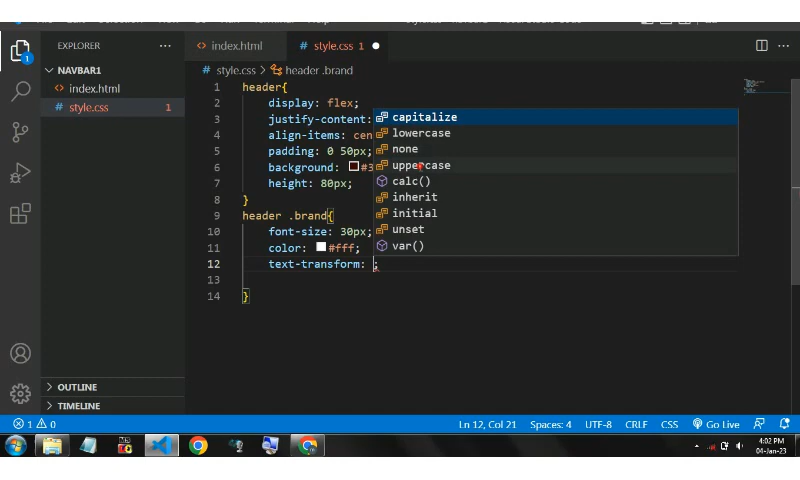 EXPLORER
NAVBAR1
index.html
style.css 1
OUTLINE
TIMELINE
index.html
style.css 1
style.css > header .brand
1 header{
2 display: flex;
3 justify-content:
4 align-items: cen
5 padding: 0 50px;
6 background: #3
7 height: 80px;
8 }
9 header .brand{
10 font-size: 30px;
11 color: #fff;
12 text-transform: ;
13
14 }
capitalize
lowercase
none
uppercase
calc()
inherit
initial
unset
var()
1 0
Ln 12, Col 21
Spaces: 4
UTF-8
CRLF
CSS
Go Live
4:02 PM
04-Jan-23